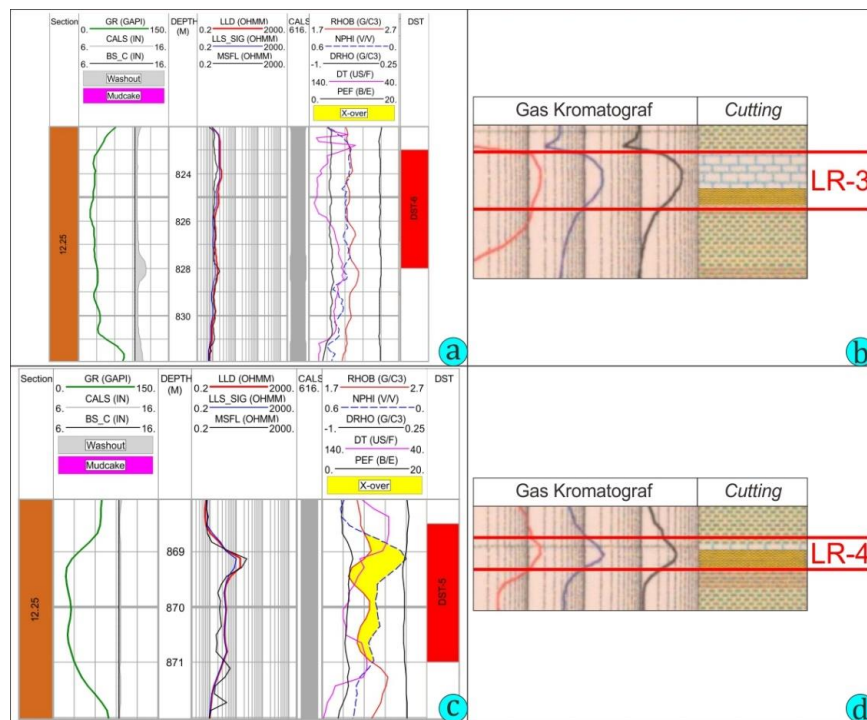 Section GR (GAPI) DEPTH LLD (OHMM) CALS RHOB (G/C3) DST
0. 150. (M) 0.2 2000. 616. 1.7 2.7
CALS (IN) LLS_SIG (OHMM) NPHI (V/V)
6. 16. 0.2 2000. 0.6 0.
BS_C (IN) MSFL (OHMM) DRHO (G/C3)
6. 16. 0.2 2000. -1. 0.25
Washout DT (US/F)
140. 40.
Mudcake PEF (B/E)
0. 20.
X-over
12.25
824
826
828
830
DST-6
a
Gas Kromatograf Cutting
LR-3
b
Section GR (GAPI) DEPTH LLD (OHMM) CALS RHOB (G/C3) DST
0. 150. (M) 0.2 2000. 616. 1.7 2.7
CALS (IN) LLS_SIG (OHMM) NPHI (V/V)
6. 16. 0.2 2000. 0.6 0.
BS_C (IN) MSFL (OHMM) DRHO (G/C3)
6. 16. 0.2 2000. -1. 0.25
Washout DT (US/F)
140. 40.
Mudcake PEF (B/E)
0. 20.
X-over
12.25
869
870
871
DST-5
c
Gas Kromatograf Cutting
LR-4
d